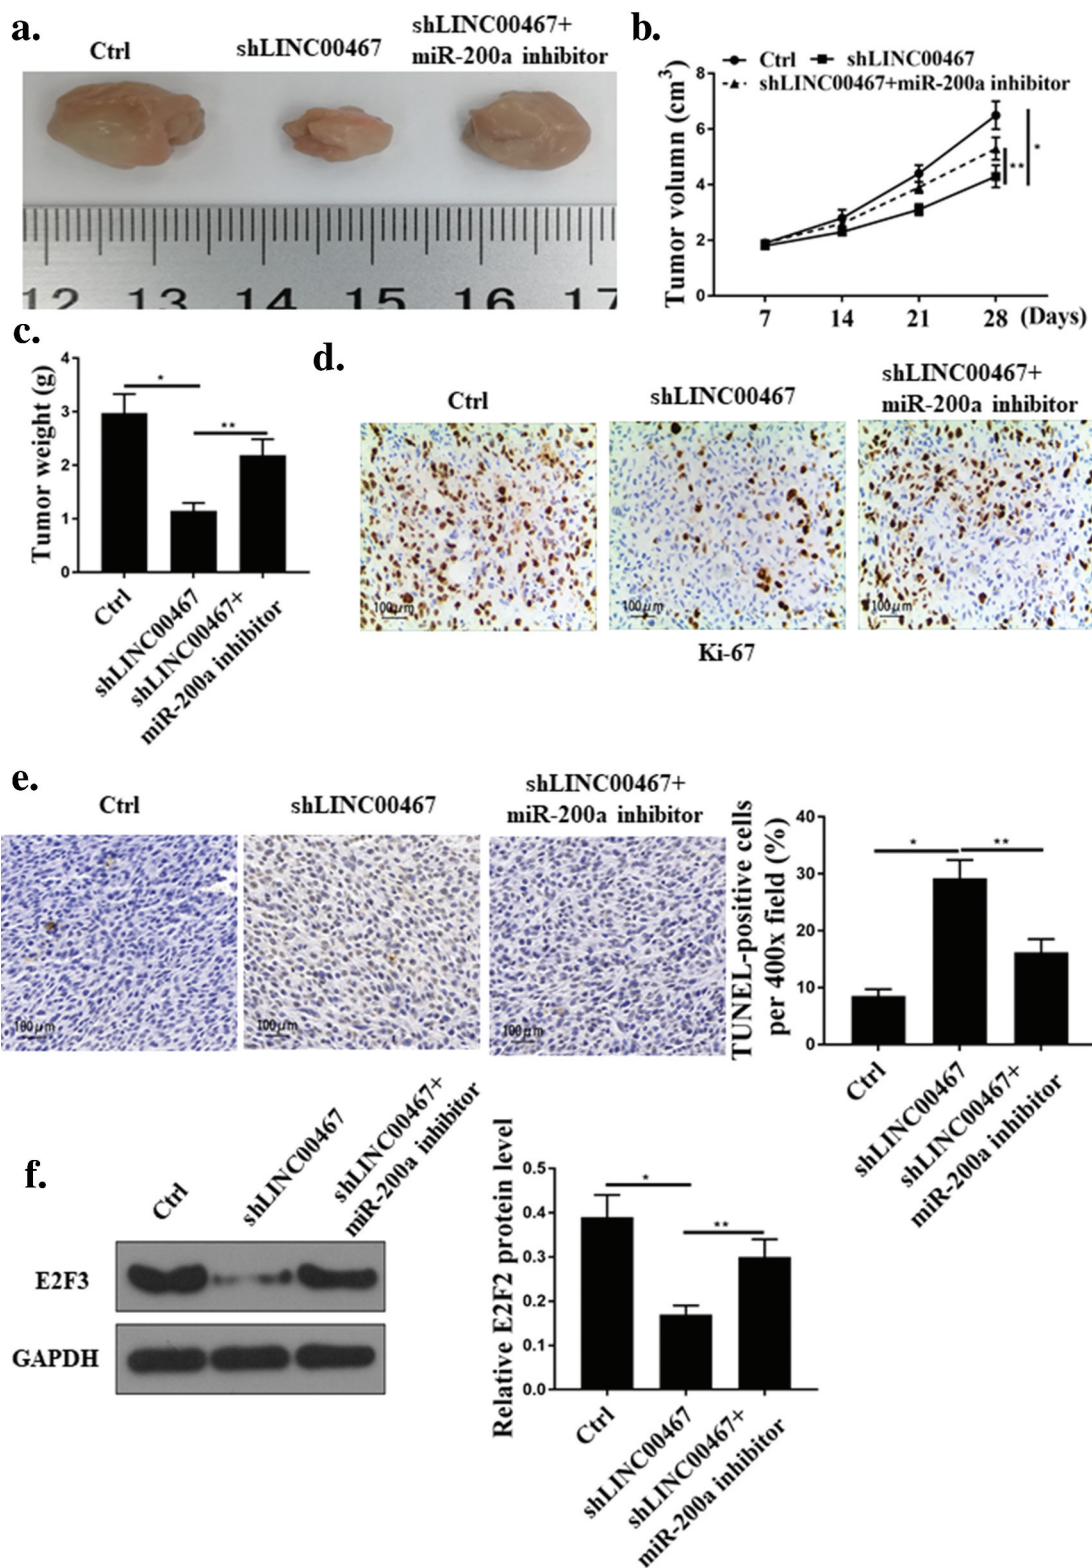 a.
Ctrl
shLINC00467
shLINC00467+
miR-200a inhibitor
12 13 14 15 16 17
b.
Ctrl
shLINC00467
shLINC00467+miR-200a inhibitor
Tumor volumn (cm3)
8
6
4
2
0
*
**
7 14 21 28 (Days)
c.
Tumor weight (g)
4
3
2
1
0
*
**
Ctrl
shLINC00467
shLINC00467+
miR-200a inhibitor
d.
Ctrl
shLINC00467
shLINC00467+
miR-200a inhibitor
100μm
100μm
100μm
Ki-67
e.
Ctrl
shLINC00467
shLINC00467+
miR-200a inhibitor
100μm
100μm
100μm
TUNEL-positive cells
per 400x field (%)
40
30
20
10
0
*
**
Ctrl
shLINC00467
shLINC00467+
miR-200a inhibitor
f.
Ctrl
shLINC00467
shLINC00467+
miR-200a inhibitor
E2F3
GAPDH
Relative E2F2 protein level
0.5
0.4
0.3
0.2
0.1
0.0
*
**
Ctrl
shLINC00467
shLINC00467+
miR-200a inhibitor